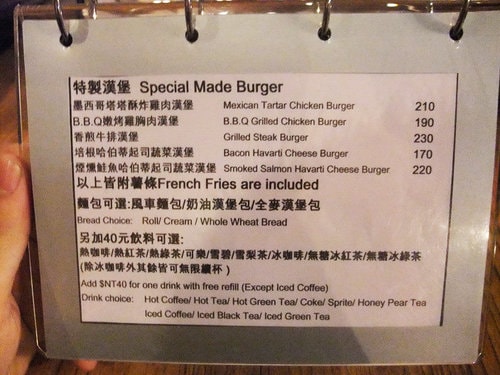 特製漢堡 Special Made Burger
墨西哥塔塔酥炸雞肉漢堡 Mexican Tartar Chicken Burger 210
B.B.Q嫩烤雞胸肉漢堡 B.B.Q Grilled Chicken Burger 190
香煎牛排漢堡 Grilled Steak Burger 230
培根哈伯蒂起司蔬菜漢堡 Bacon Havarti Cheese Burger 170
煙燻鮭魚哈伯蒂起司蔬菜漢堡 Smoked Salmon Havarti Cheese Burger 220
以上皆附薯條French Fries are included
麵包可選:風車麵包/奶油漢堡包/全麥漢堡包
Bread Choice: Roll/ Cream / Whole Wheat Bread
另加40元飲料可選:
熱咖啡/熱紅茶/熱綠茶/可樂/雪碧/雪梨茶/冰咖啡/無糖冰紅茶/無糖冰綠茶
(除冰咖啡外其餘皆可無限續杯)
Add $NT40 for one drink with free refill (Except Iced Coffee)
Drink choice: Hot Coffee/ Hot Tea/ Hot Green Tea/ Coke/ Sprite/ Honey Pear Tea
Iced Coffee/ Iced Black Tea/ Iced Green Tea